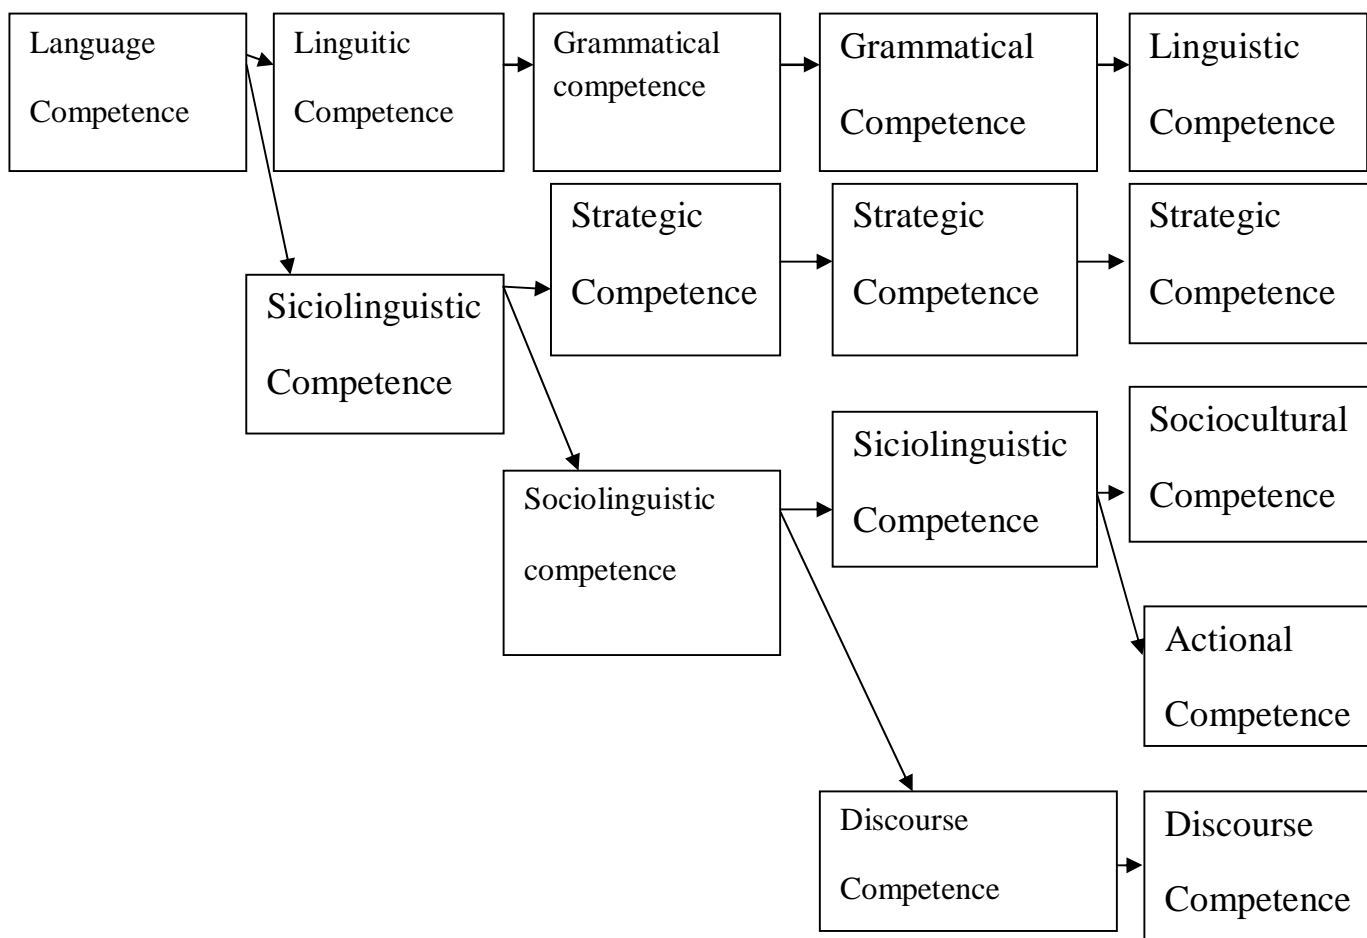 Language
Competence
Linguitic
Competence
Grammatical
competence
Grammatical
Competence
Linguistic
Competence
Strategic
Competence
Strategic
Competence
Strategic
Competence
Siciolinguistic
Competence
Sociolinguistic
competence
Siciolinguistic
Competence
Sociocultural
Competence
Actional
Competence
Discourse
Competence
Discourse
Competence